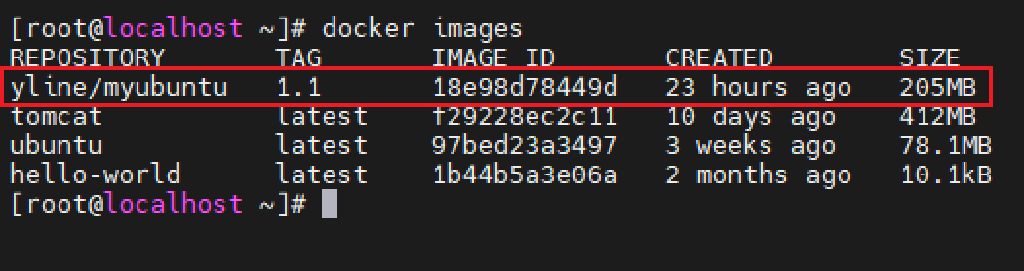 [root@localhost ~]# docker images
REPOSITORY TAG IMAGE ID CREATED SIZE
yline/myubuntu 1.1 18e98d78449d 23 hours ago 205MB
tomcat latest f29228ec2c11 10 days ago 412MB
ubuntu latest 97bed23a3497 3 weeks ago 78.1MB
hello-world latest 1b44b5a3e06a 2 months ago 10.1kB
[root@localhost ~]#